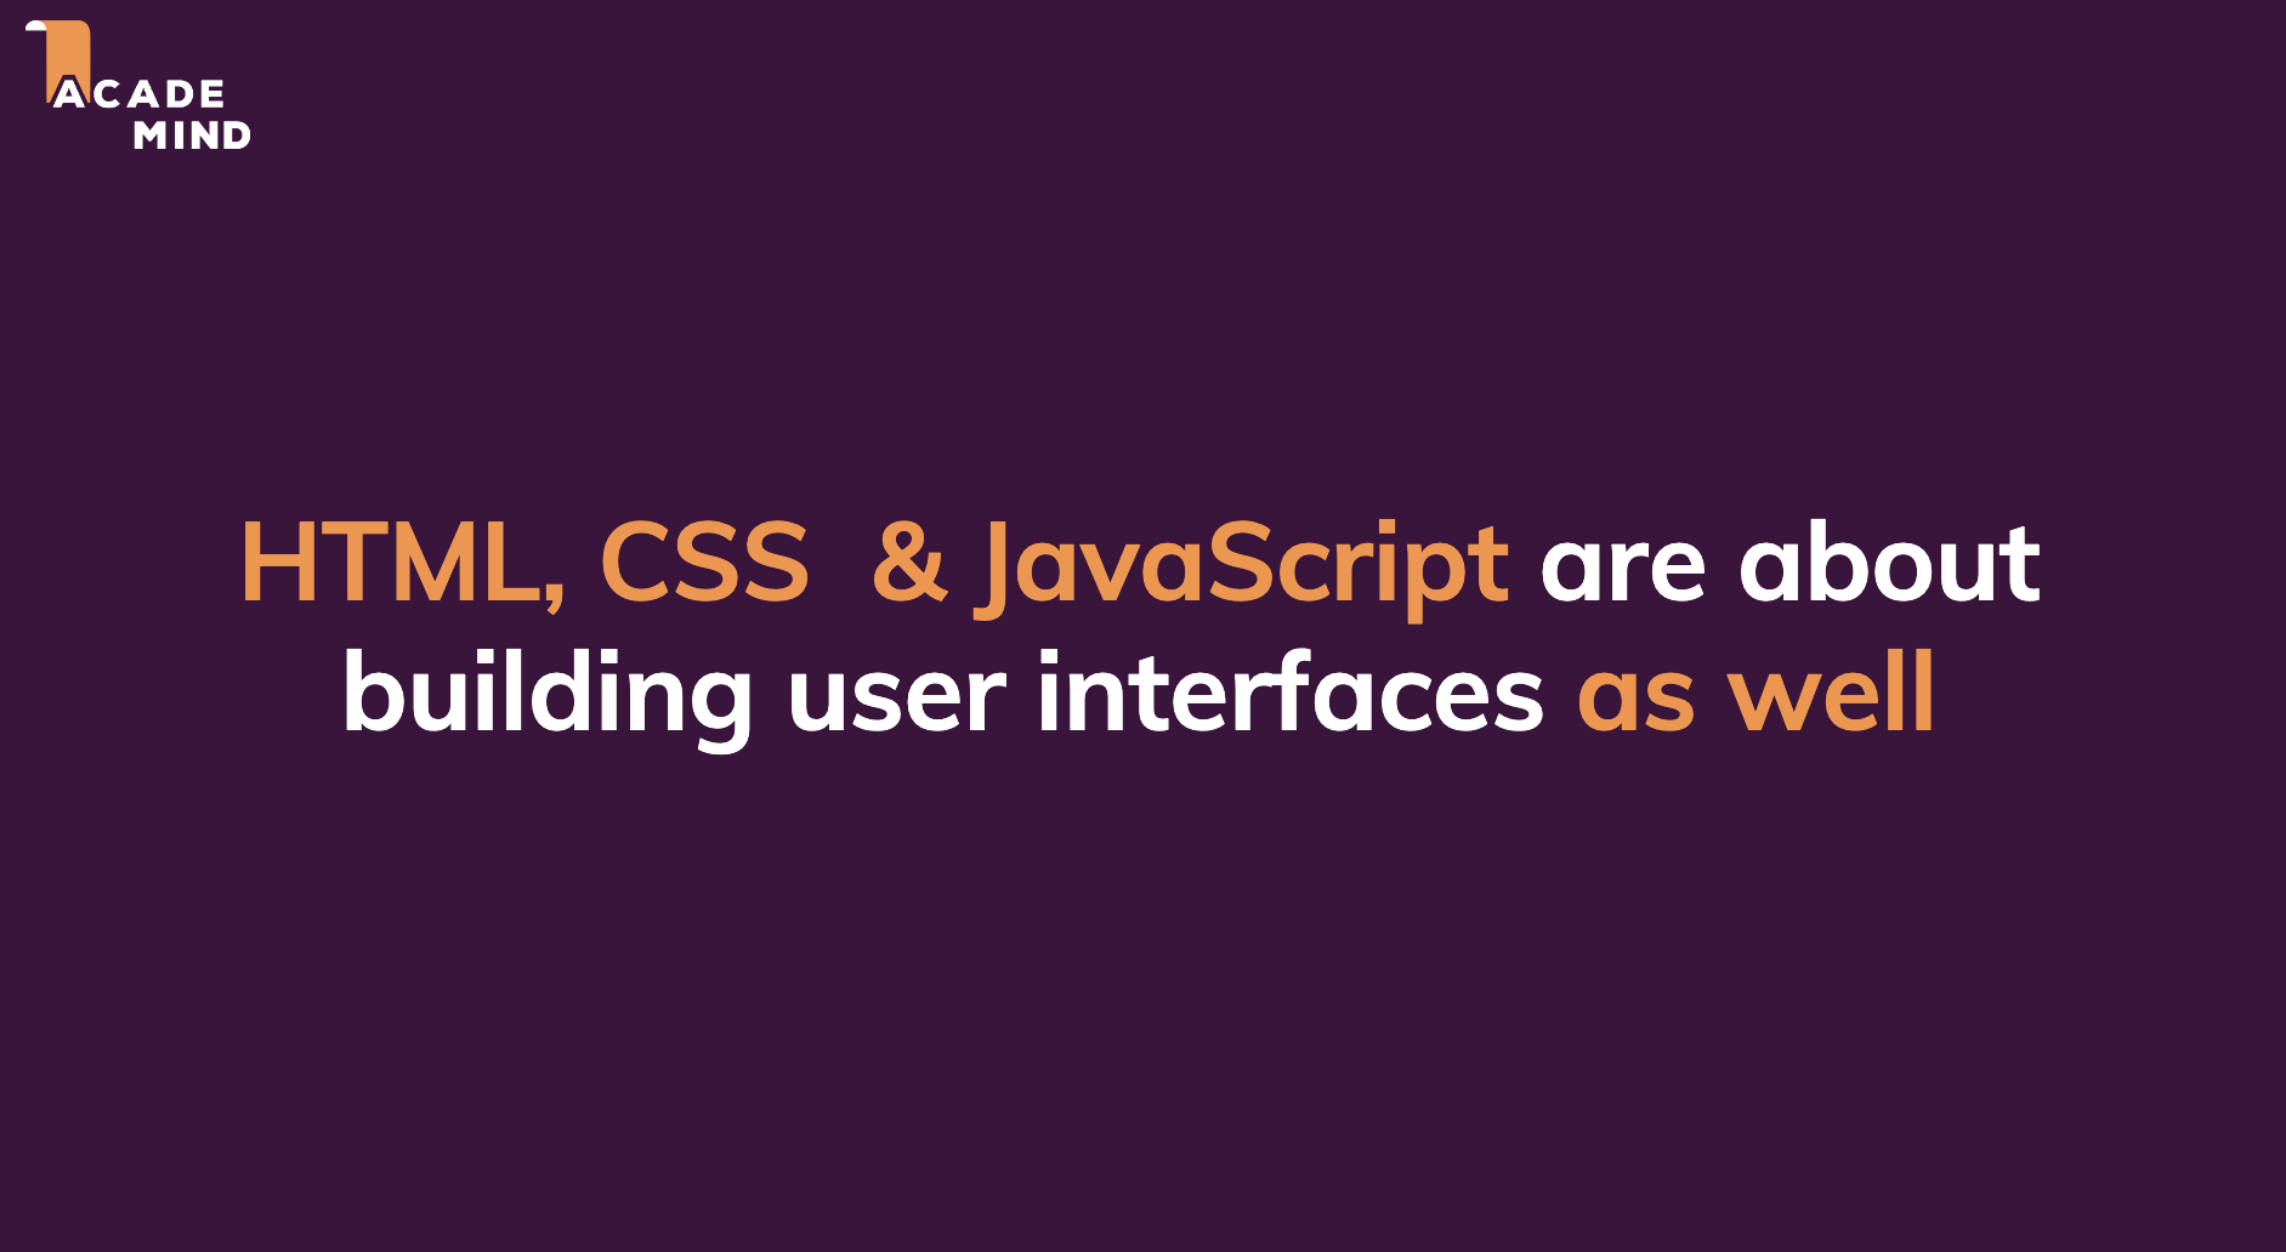 ACADE
MIND
HTML, CSS  & JavaScript are about
building user interfaces as well